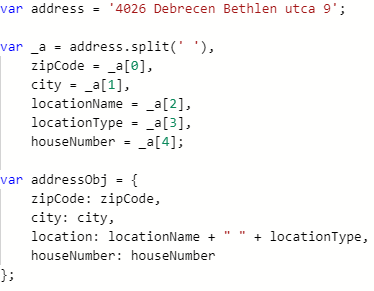 var address = '4026 Debrecen Bethlen utca 9';
var _a = address.split(' '),
    zipCode = _a[0],
    city = _a[1],
    locationName = _a[2],
    locationType = _a[3],
    houseNumber = _a[4];
var addressObj = {
    zipCode: zipCode,
    city: city,
    location: locationName + " " + locationType,
    houseNumber: houseNumber
};